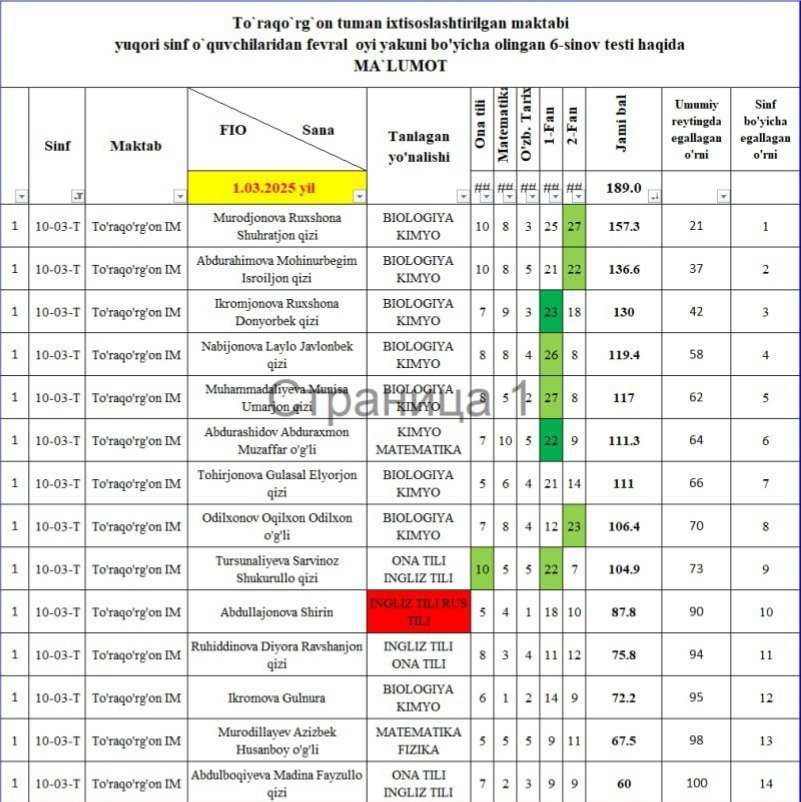 To`raqo`rg`on tuman ixtisoslashtirilgan maktabi
yuqori sinf o`quvchilaridan fevral oyi yakuni bo'yicha olingan 6-sinov testi haqida
MA`LUMOT
Sinf Maktab FIO Sana Tanlagan yo'nalishi Ona tili Matematika O'zb. Tarix 1-Fan 2-Fan Jami bal Umumiy reytingda egallagan o'rni Sinf bo'yicha egallagan o'rni
1.03.2025 yil ## ## ## ## ## 189.0
1 10-03-T To'raqo'rg'on IM Murodjonova Ruxshona Shuhratjon qizi BIOLOGIYA KIMYO 10 8 3 25 27 157.3 21 1
1 10-03-T To'raqo'rg'on IM Abdurahimova Mohinurbegim Isroiljon qizi BIOLOGIYA KIMYO 10 8 5 21 22 136.6 37 2
1 10-03-T To'raqo'rg'on IM Ikromjonova Ruxshona Donyorbek qizi BIOLOGIYA KIMYO 7 9 3 23 18 130 42 3
1 10-03-T To'raqo'rg'on IM Nabijonova Laylo Javlonbek qizi BIOLOGIYA KIMYO 8 8 4 26 8 119.4 58 4
1 10-03-T To'raqo'rg'on IM Muhammadaliyeva Munisa Umarjon qizi BIOLOGIYA KIMYO 8 5 2 27 8 117 62 5
Страница 1
1 10-03-T To'raqo'rg'on IM Abdurashidov Abduraxmon Muzaffar o'g'li KIMYO MATEMATIKA 7 10 5 22 9 111.3 64 6
1 10-03-T To'raqo'rg'on IM Tohirjonova Gulasal Elyorjon qizi BIOLOGIYA KIMYO 5 6 4 21 14 111 66 7
1 10-03-T To'raqo'rg'on IM Odilxonov Oqilxon Odilxon o'g'li BIOLOGIYA KIMYO 7 8 4 12 23 106.4 70 8
1 10-03-T To'raqo'rg'on IM Tursunaliyeva Sarvinoz Shukurullo qizi ONA TILI INGLIZ TILI 10 5 5 22 7 104.9 73 9
1 10-03-T To'raqo'rg'on IM Abdullajonova Shirin INGLIZ TILI RUS TILI 5 4 1 18 10 87.8 90 10
1 10-03-T To'raqo'rg'on IM Ruhiddinova Diyora Ravshanjon qizi INGLIZ TILI ONA TILI 8 3 4 11 12 75.8 94 11
1 10-03-T To'raqo'rg'on IM Ikromova Gulnura BIOLOGIYA KIMYO 6 1 2 14 9 72.2 95 12
1 10-03-T To'raqo'rg'on IM Murodillayev Azizbek Husanboy o'g'li MATEMATIKA FIZIKA 5 5 5 9 11 67.5 98 13
1 10-03-T To'raqo'rg'on IM Abdulboqiyeva Madina Fayzullo qizi ONA TILI INGLIZ TILI 7 2 3 9 9 60 100 14